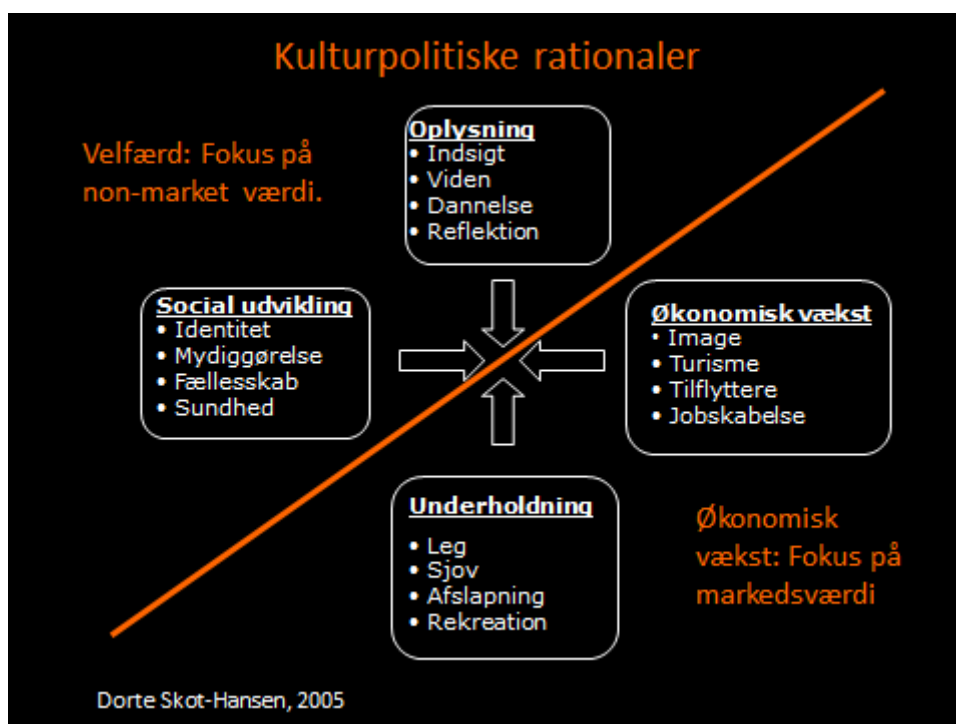 Kulturpolitiske rationaler
Velfærd: Fokus på
non-market værdi.
Oplysning
• Indsigt
• Viden
• Dannelse
• Reflektion
Social udvikling
• Identitet
• Mydiggørelse
• Fællesskab
• Sundhed
Økonomisk vækst
• Image
• Turisme
• Tilflyttere
• Jobskabelse
Underholdning
• Leg
• Sjov
• Afslapning
• Rekreation
Økonomisk
vækst: Fokus på
markedsværdi
Dorte Skot-Hansen, 2005